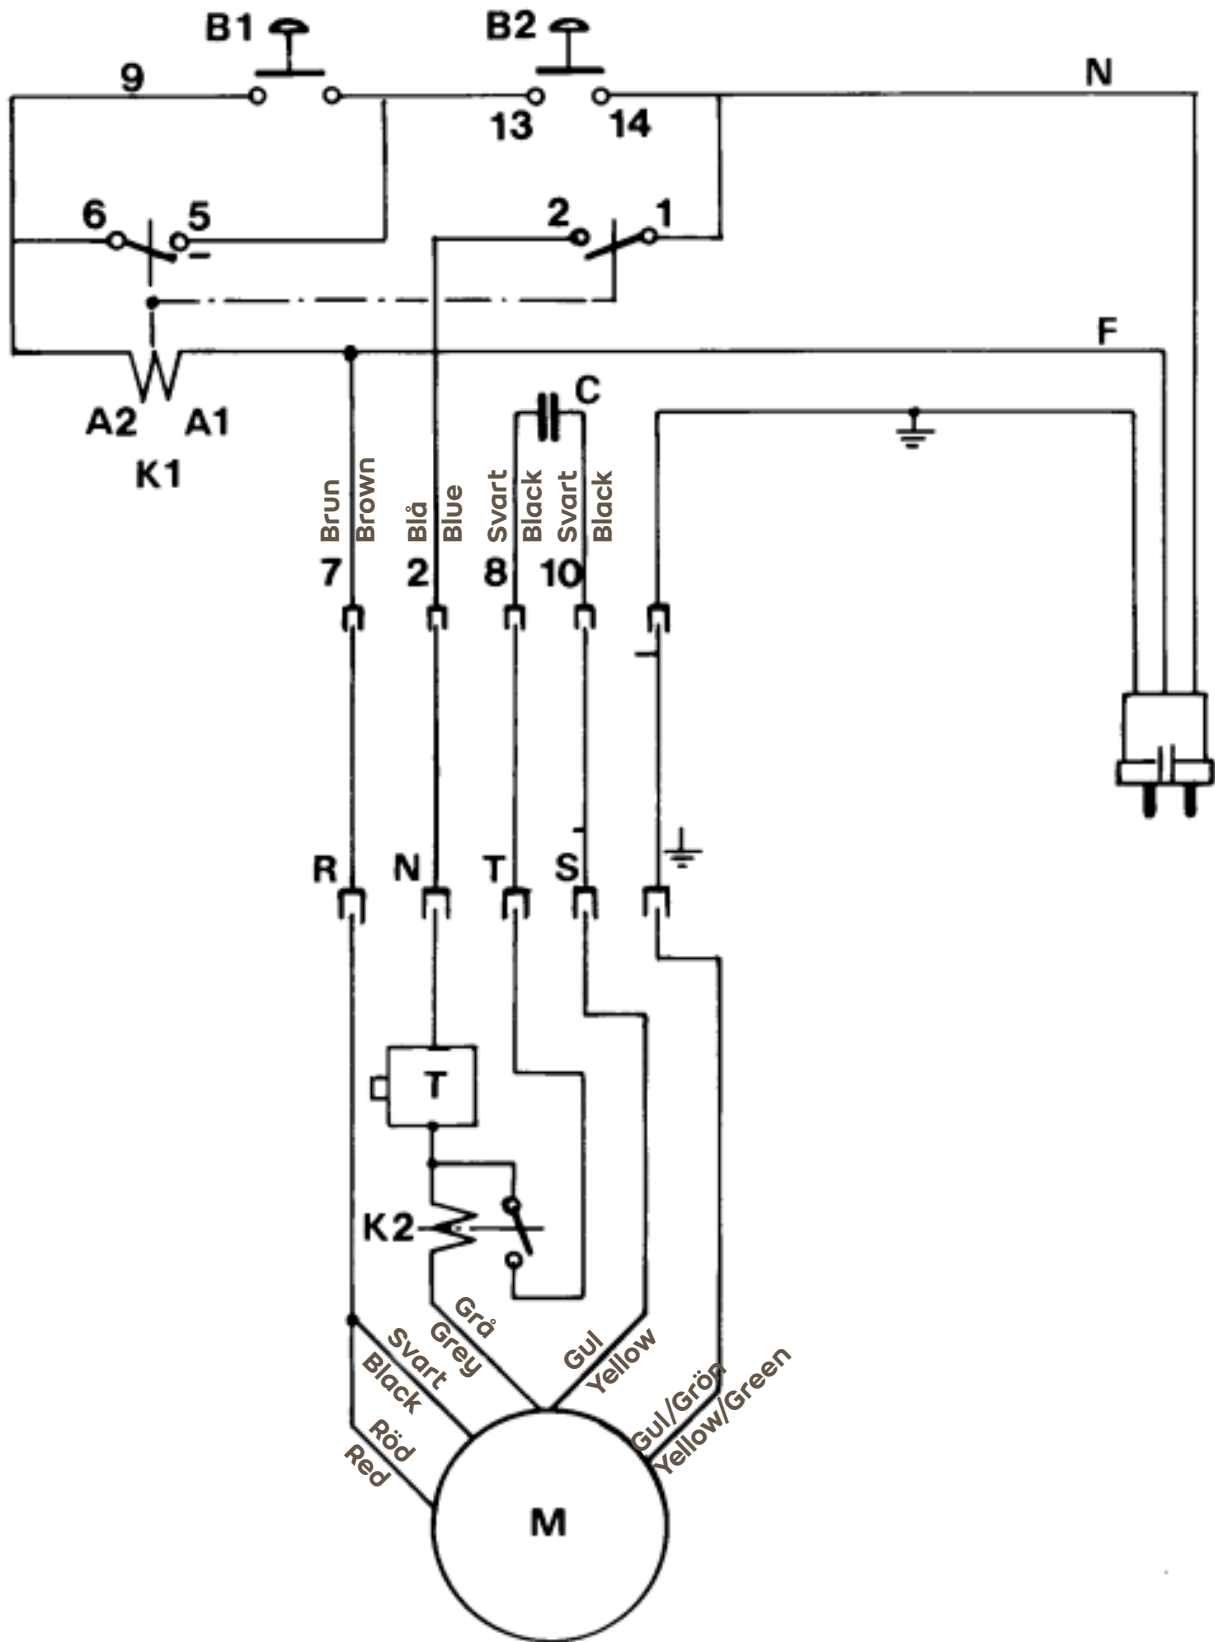 B1
B2
9
N
13
14
6
5
2
1
F
A2
A1
C
K1
Brun
Brown
Blå
Blue
Svart
Black
Svart
Black
7
2
8
10
R
N
T
S
T
K2
Grå
Grey
Svart
Black
Röd
Red
Gul
Yellow
Gul/Grön
Yellow/Green
M